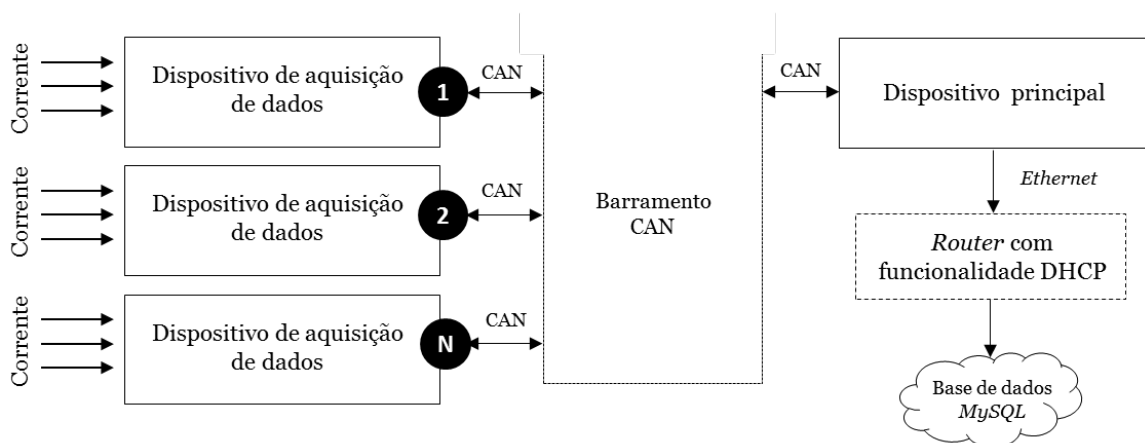 Corrente
Dispositivo de aquisição
de dados
1
CAN
Corrente
Dispositivo de aquisição
de dados
2
CAN
Corrente
Dispositivo de aquisição
de dados
N
CAN
Barramento
CAN
CAN
Dispositivo principal
Ethernet
Router com
funcionalidade DHCP
Base de dados
MySQL